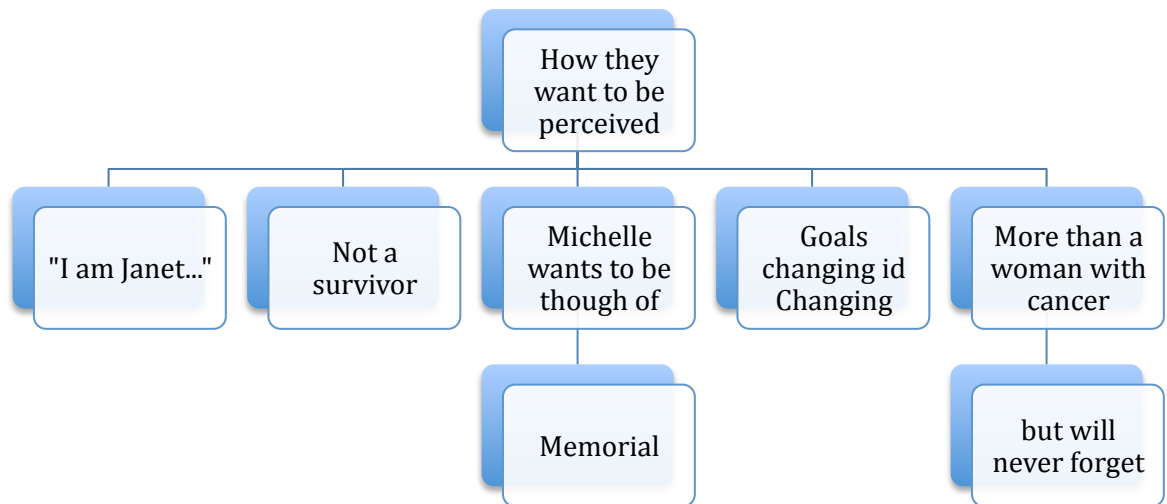 How they
want to be
perceived
"I am Janet..."
Not a
survivor
Michelle
wants to be
though of
Goals
changing id
Changing
More than a
woman with
cancer
Memorial
but will
never forget